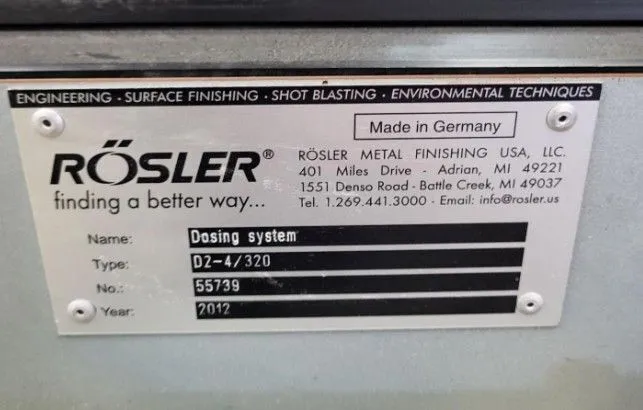 ENGINEERING · SURFACE FINISHING · SHOT BLASTING · ENVIRONMENTAL TECHNIQUES
Made in Germany
RÖSLER®
finding a better way...
RÖSLER METAL FINISHING USA, LLC.
401 Miles Drive - Adrian, MI 49221
1551 Denso Road - Battle Creek, MI 49037
Tel. 1.269.441.3000 - Email: info@rosler.us
Name: Dosing system
Type: D2-4/320
No.: 55739
Year: 2012